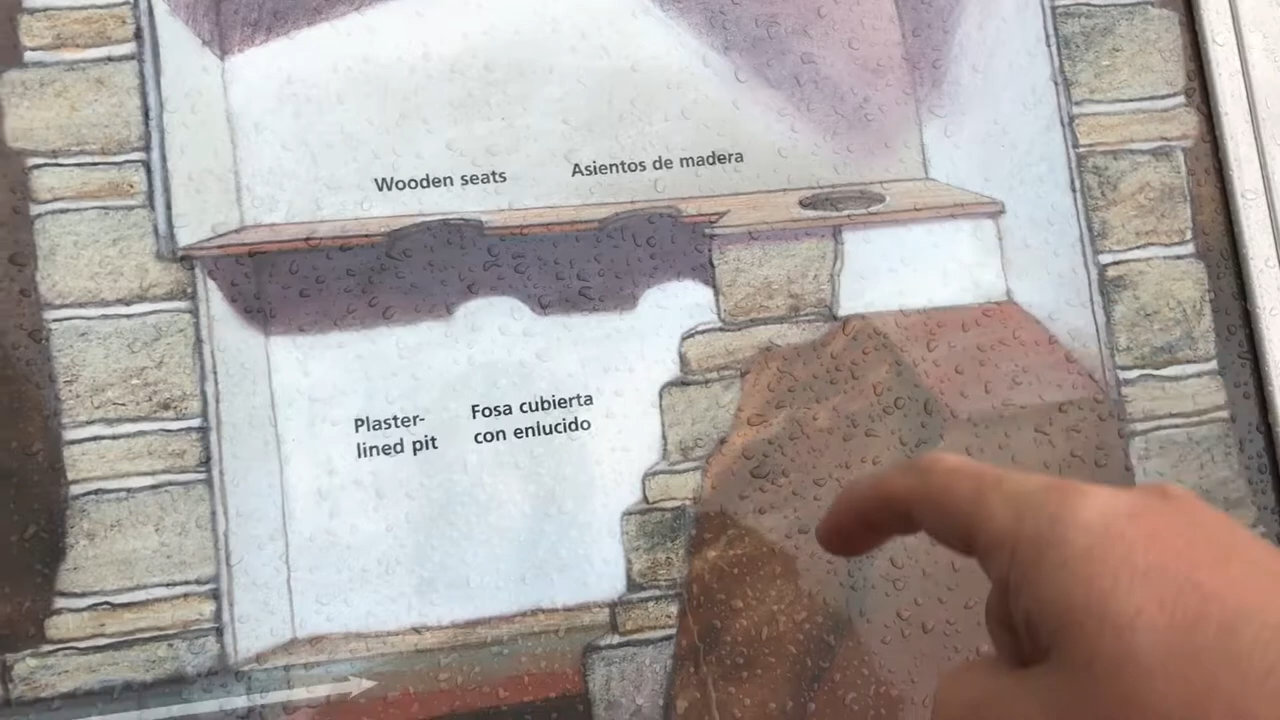 Wooden seats
Asientos de madera
Plaster-
lined pit
Fosa cubierta
con enlucido